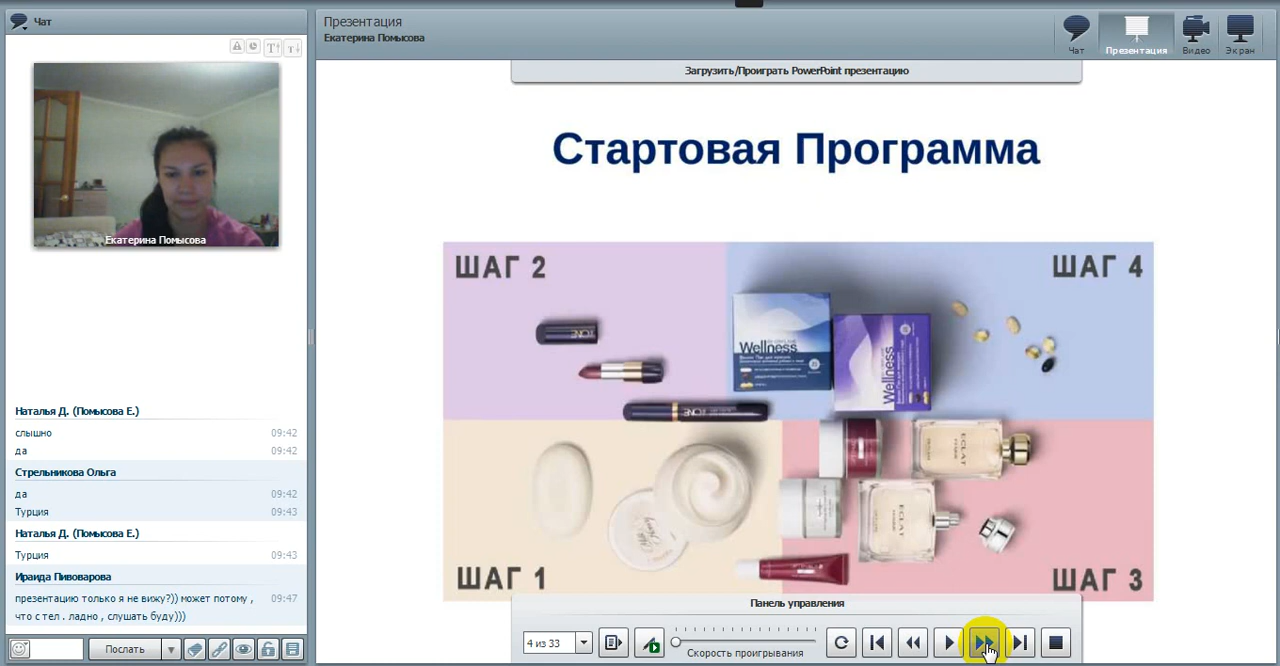 Чат
Екатерина Помысова
Наталья Д. (Помысова Е.)
слышно 09:42
да 09:42
Стрельникова Ольга
да 09:42
Турция 09:43
Наталья Д. (Помысова Е.)
Турция 09:43
Ираида Пивоварова
презентацию только я не вижу?)) может потому , 09:47
что с тел . ладно , слушать буду)))
Послать
Презентация
Екатерина Помысова
Чат
Презентация
Видео
Экран
Загрузить/Проиграть PowerPoint презентацию
Стартовая Программа
ШАГ 2
ШАГ 4
Wellness
Wellness
ONE
ECLAT
ECLAT
ШАГ 1
ШАГ 3
Панель управления
4 из 33
Скорость проигрывания